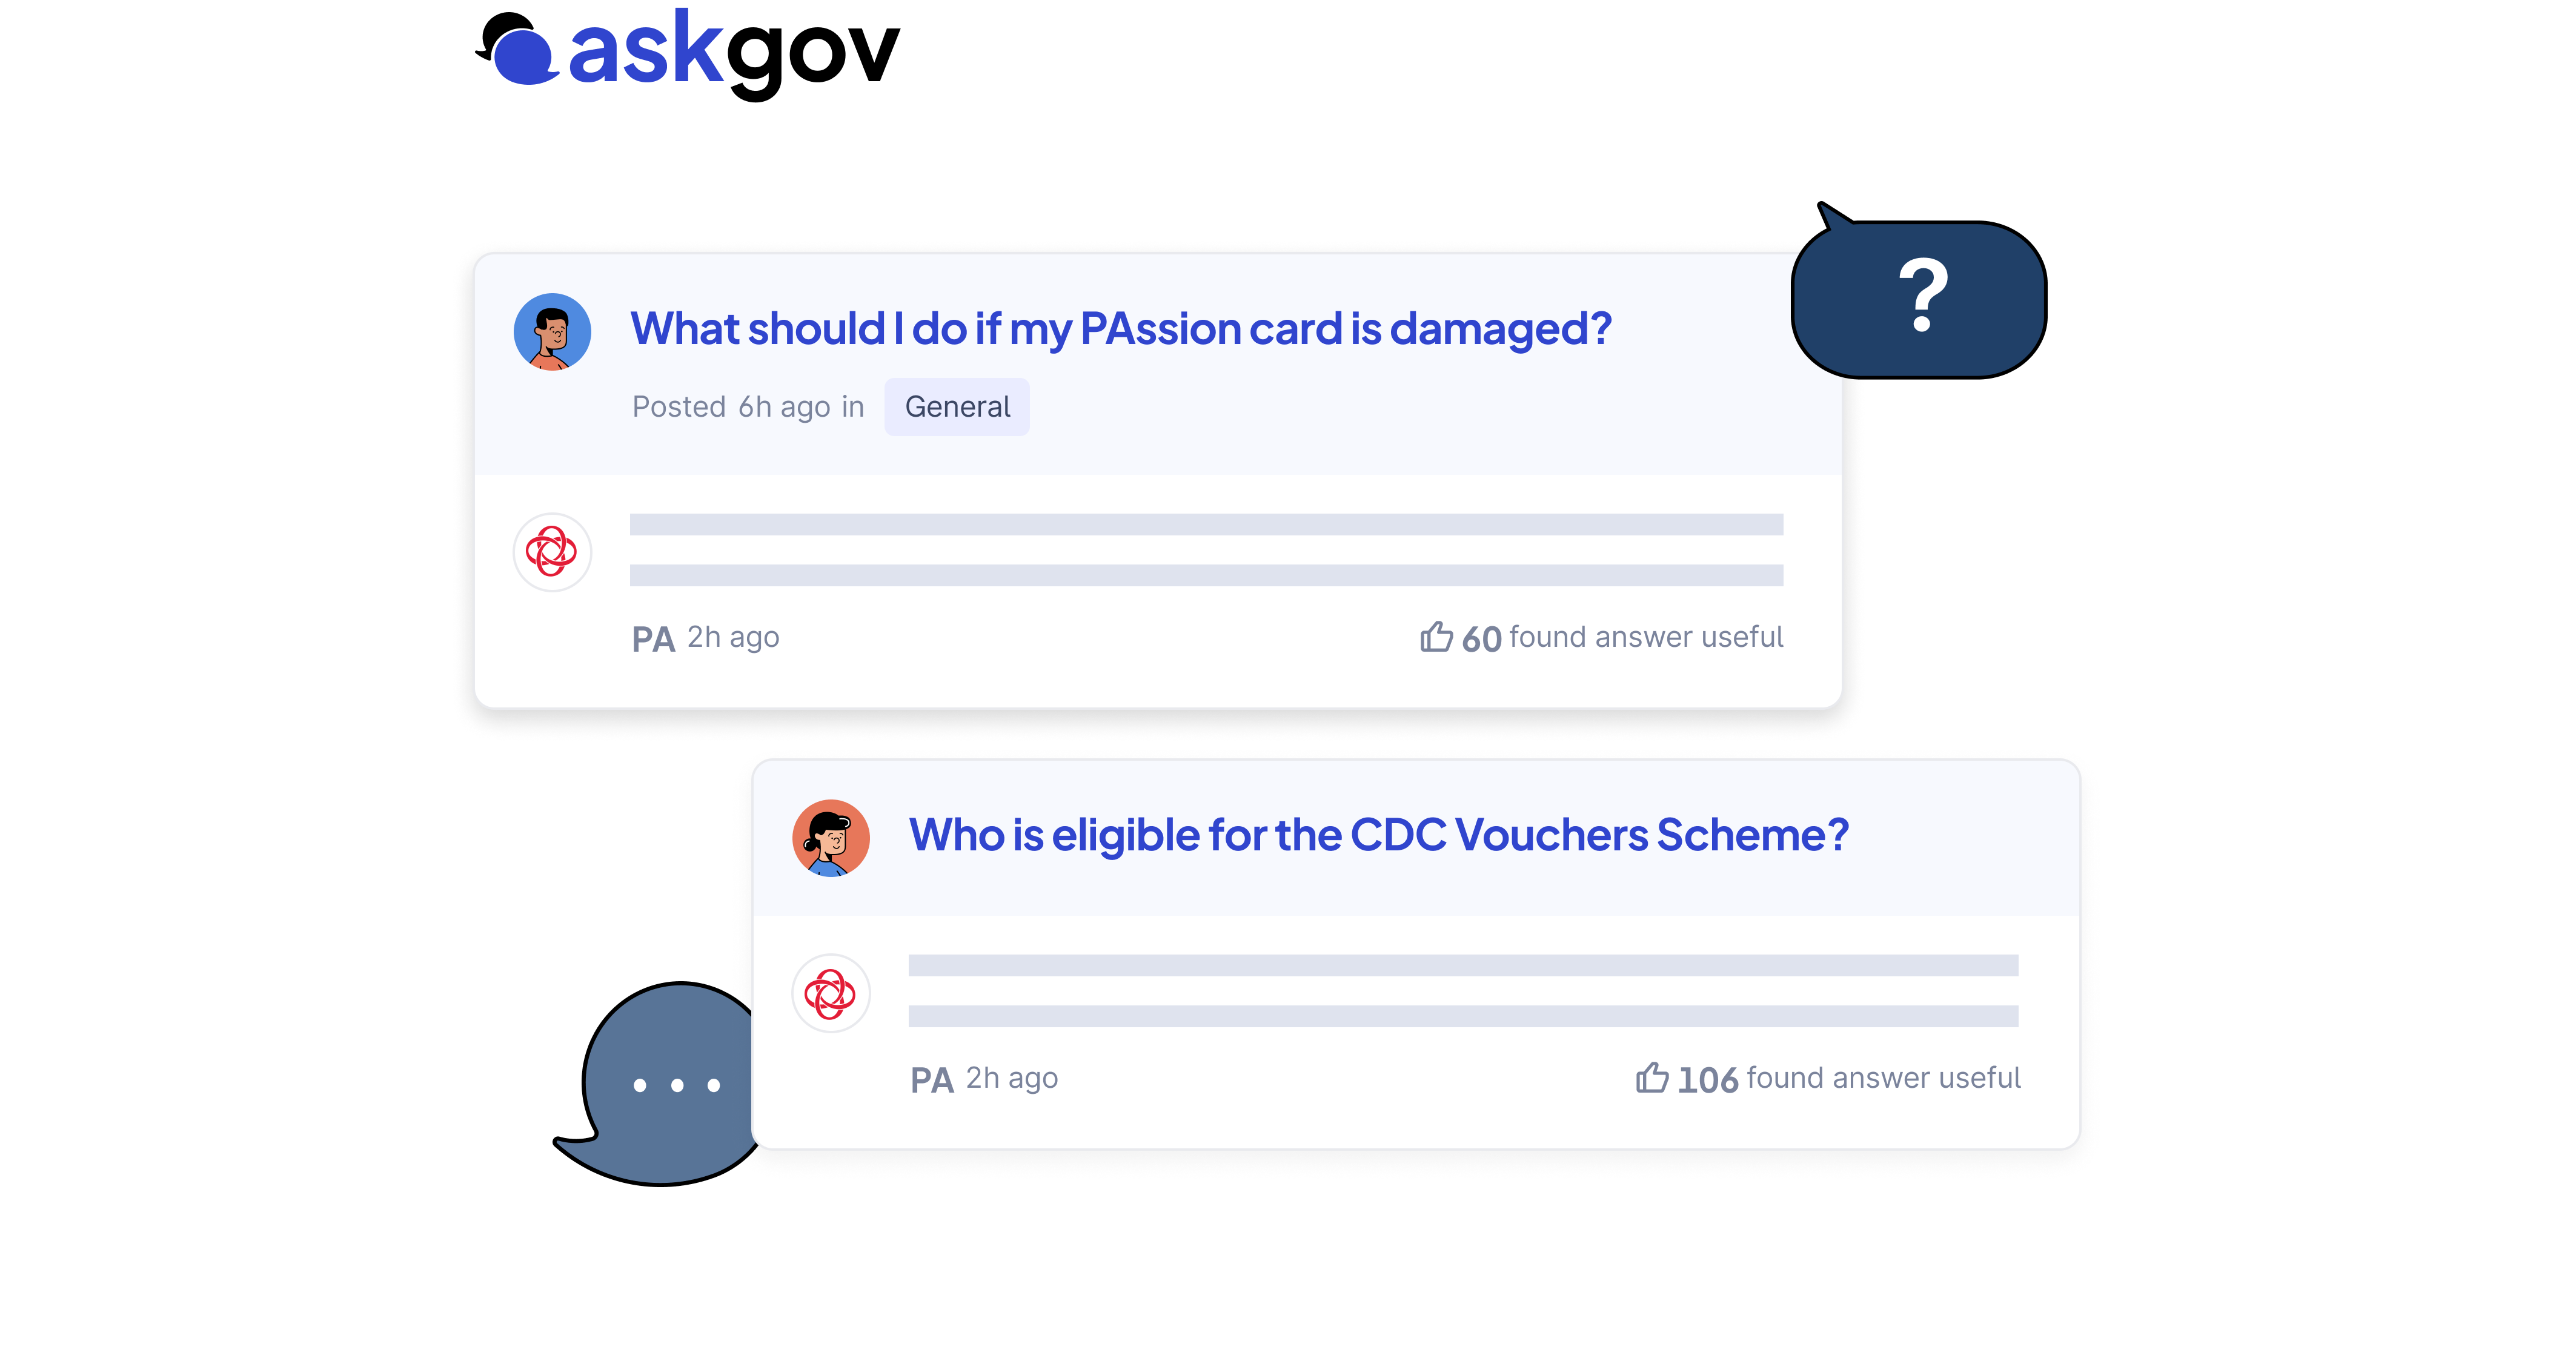 askgov
?
What should I do if my PAssion card is damaged?
Posted 6h ago in General
PA 2h ago 60 found answer useful
Who is eligible for the CDC Vouchers Scheme?
...
PA 2h ago 106 found answer useful